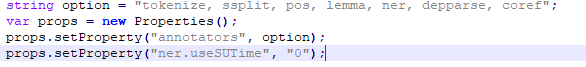 string option = "tokenize, ssplit, pos, lemma, ner, depparse, coref";
var props = new Properties();
props.setProperty("annotators", option);
props.setProperty("ner.useSUTime", "0");